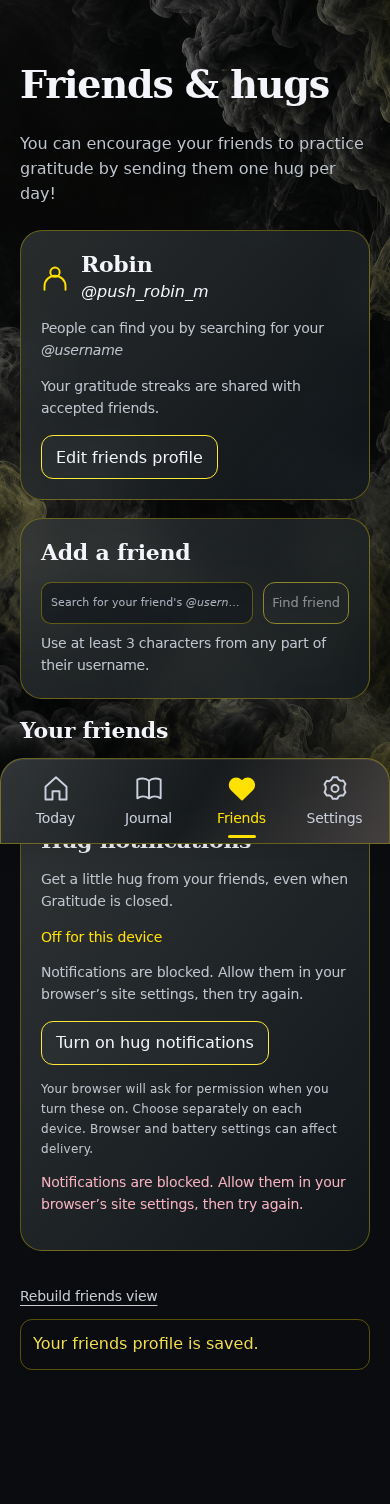 Friends & hugs
You can encourage your friends to practice
gratitude by sending them one hug per
day!
Robin
@push_robin_m
People can find you by searching for your
@username
Your gratitude streaks are shared with
accepted friends.
Edit friends profile
Add a friend
Search for your friend's @usern…
Find friend
Use at least 3 characters from any part of
their username.
Your friends
Today
Journal
Friends
Settings
Hug notifications
Get a little hug from your friends, even when
Gratitude is closed.
Off for this device
Notifications are blocked. Allow them in your
browser’s site settings, then try again.
Turn on hug notifications
Your browser will ask for permission when you
turn these on. Choose separately on each
device. Browser and battery settings can affect
delivery.
Notifications are blocked. Allow them in your
browser’s site settings, then try again.
Rebuild friends view
Your friends profile is saved.